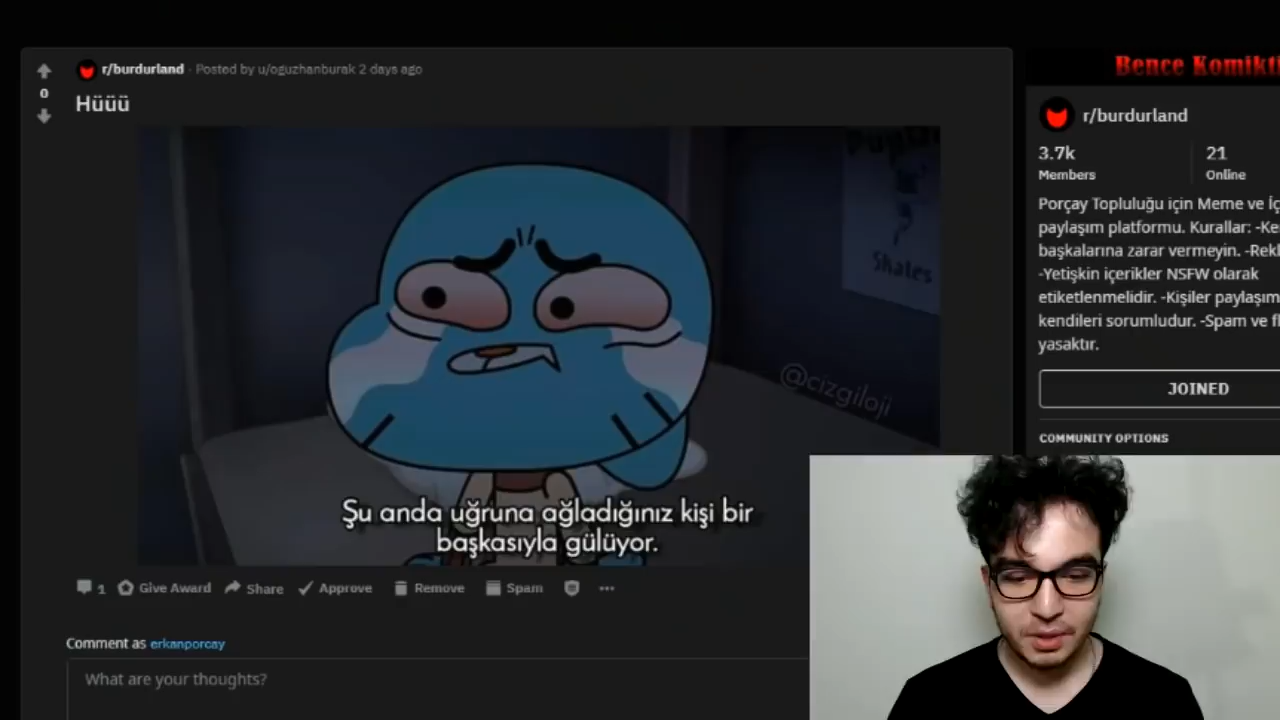 r/burdurland · Posted by u/oguzhanburak 2 days ago
0
Hüüü
Skates
@cizgiloji
Şu anda uğruna ağladığınız kişi bir
başkasıyla gülüyor.
1 Give Award Share Approve Remove Spam ...
Comment as erkanporcay
What are your thoughts?
Bence Komikti
r/burdurland
3.7k 21
Members Online
Porçay Topluluğu için Meme ve İç
paylaşım platformu. Kurallar: -Ke
başkalarına zarar vermeyin. -Rekl
-Yetişkin içerikler NSFW olarak
etiketlenmelidir. -Kişiler paylaşım
kendileri sorumludur. -Spam ve fl
yasaktır.
JOINED
COMMUNITY OPTIONS